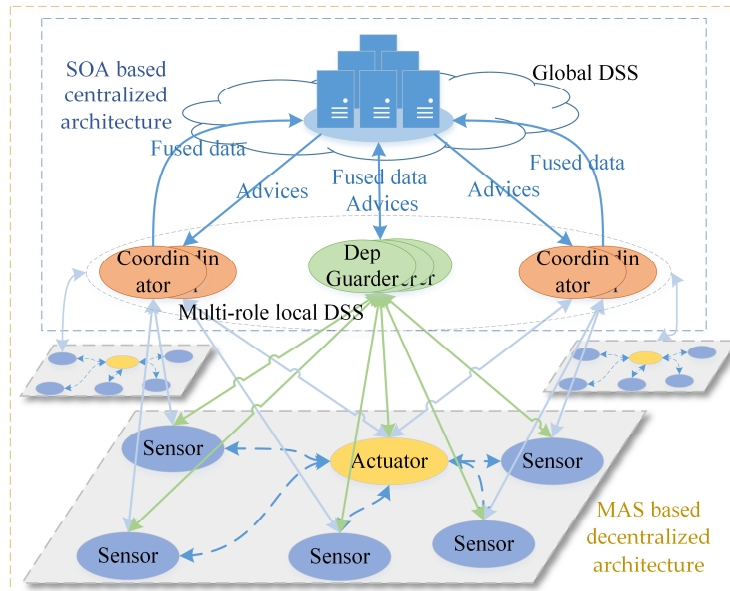 SOA based
centralized
architecture
Global DSS
Fused data
Advices
Fused data
Advices
Advices
Fused data
Coordin
ator
Dep
Guarder
Coordin
ator
Multi-role local DSS
Sensor
Actuator
Sensor
Sensor
Sensor
Sensor
MAS based
decentralized
architecture